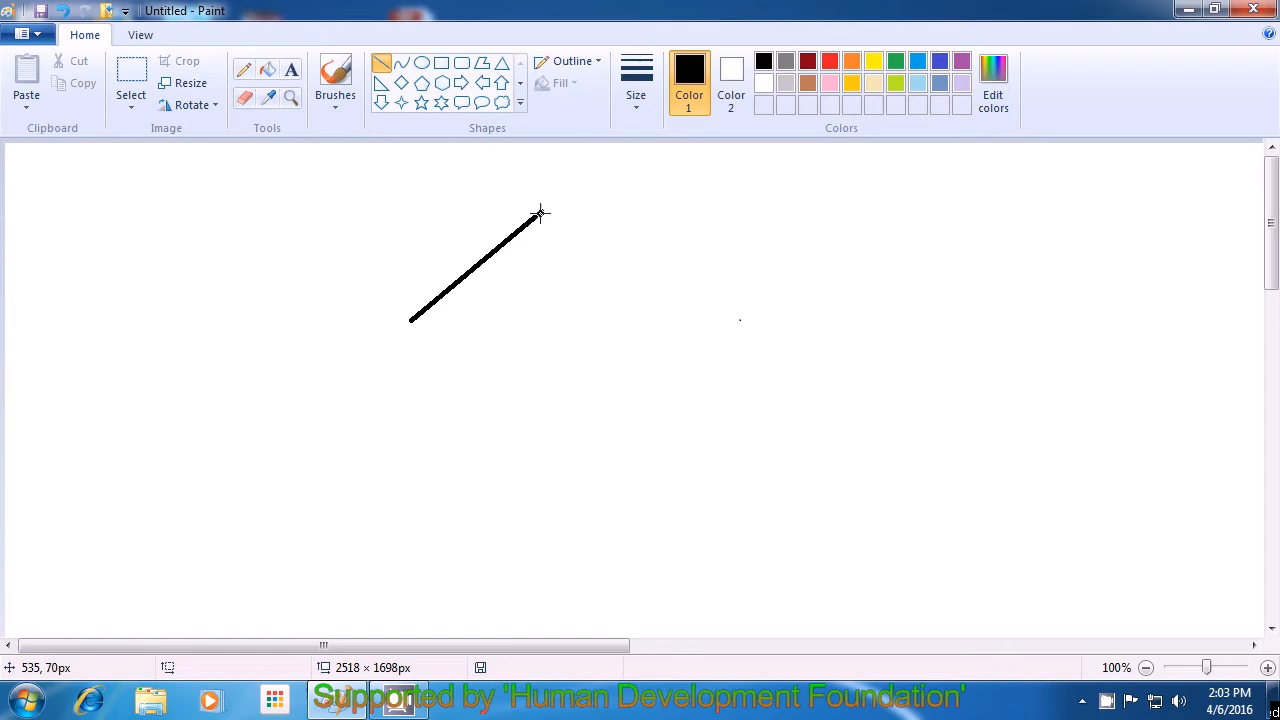 Untitled - Paint
Home
View
Paste
Cut
Copy
Clipboard
Select
Crop
Resize
Rotate
Image
Tools
Brushes
Shapes
Outline
Fill
Size
Color
1
Color
2
Edit
colors
Colors
535, 70px
2518 × 1698px
100%
Supported by 'Human Development Foundation'
2:03 PM
4/6/2016